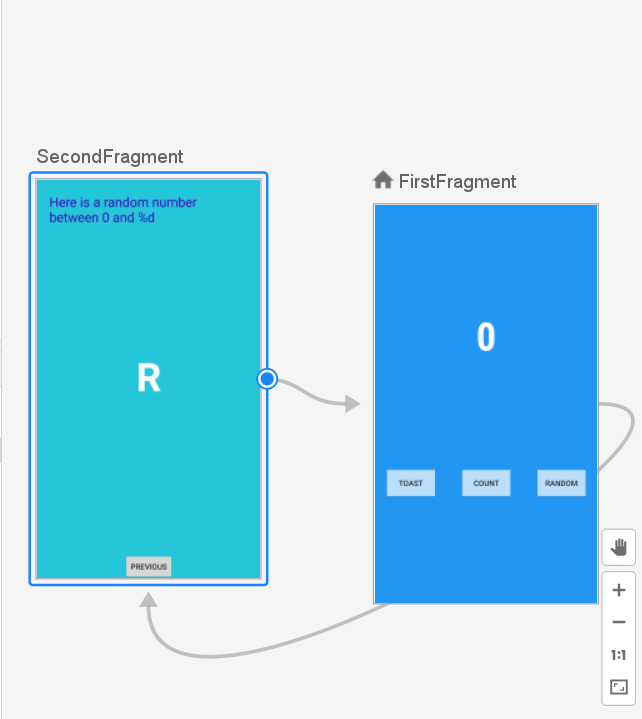 SecondFragment
Here is a random number
between 0 and %d
R
PREVIOUS
FirstFragment
0
TOAST COUNT RANDOM
1:1